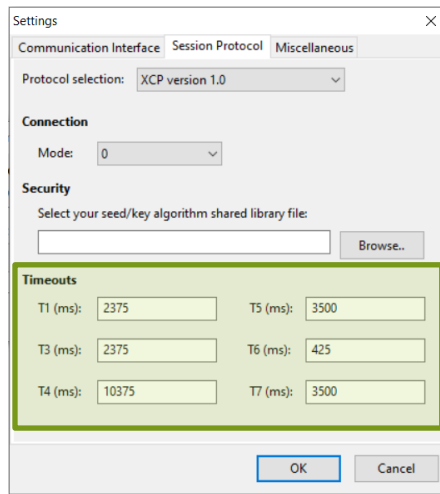 Settings
Communication Interface Session Protocol Miscellaneous
Protocol selection: XCP version 1.0
Connection
Mode: 0
Security
Select your seed/key algorithm shared library file:
Browse..
Timeouts
T1 (ms): 2375 T5 (ms): 3500
T3 (ms): 2375 T6 (ms): 425
T4 (ms): 10375 T7 (ms): 3500
OK Cancel